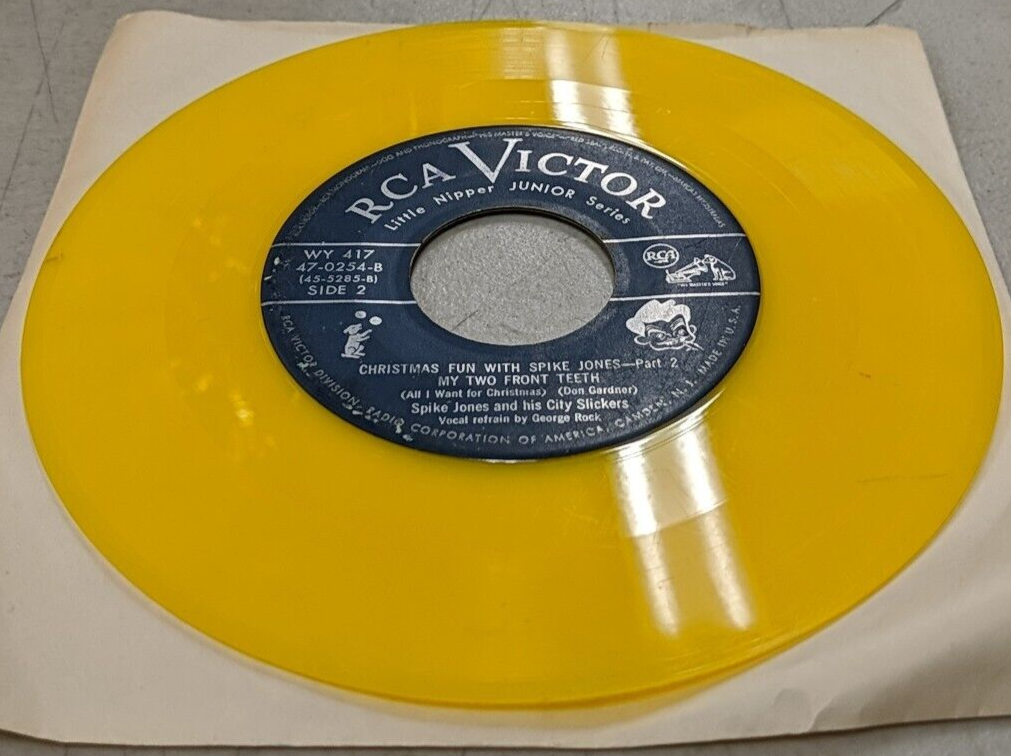 RCA VICTOR
Little Nipper JUNIOR Series
WY 417
47-0254-B
(45-5285-B)
SIDE 2
RCA
"HIS MASTER'S VOICE"
CHRISTMAS FUN WITH SPIKE JONES—Part 2
MY TWO FRONT TEETH
(All I Want for Christmas) (Don Gardner)
Spike Jones and his City Slickers
Vocal refrain by George Rock
RCA VICTOR DIVISION, RADIO CORPORATION OF AMERICA, CAMDEN, N. J. MADE IN U.S.A.